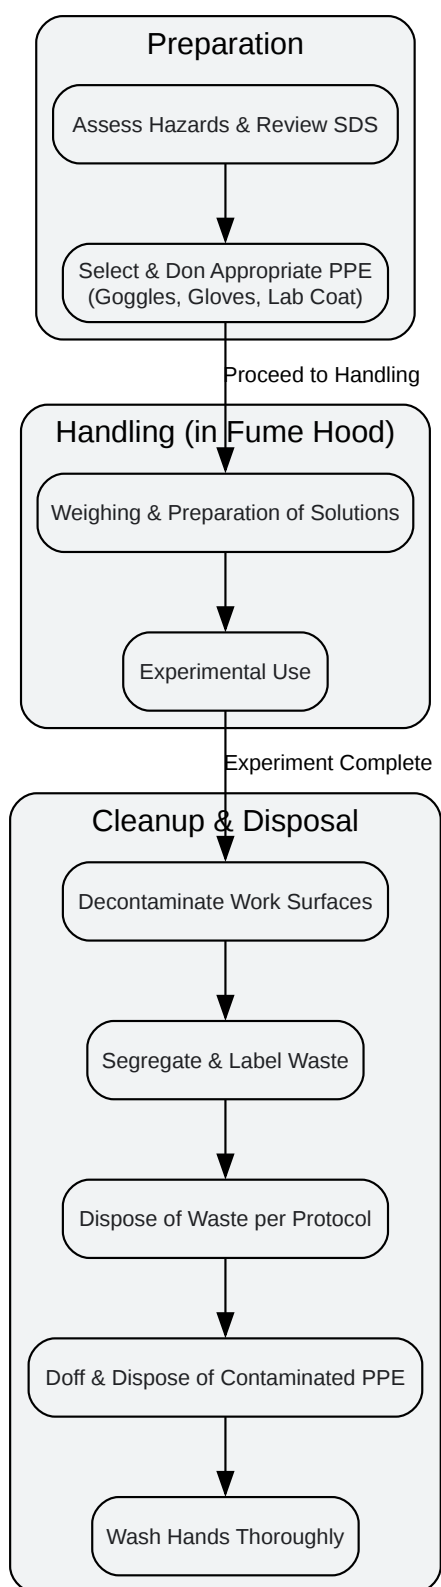 Preparation
Assess Hazards & Review SDS
Select & Don Appropriate PPE
(Goggles, Gloves, Lab Coat)
Proceed to Handling
Handling (in Fume Hood)
Weighing & Preparation of Solutions
Experimental Use
Experiment Complete
Cleanup & Disposal
Decontaminate Work Surfaces
Segregate & Label Waste
Dispose of Waste per Protocol
Doff & Dispose of Contaminated PPE
Wash Hands Thoroughly